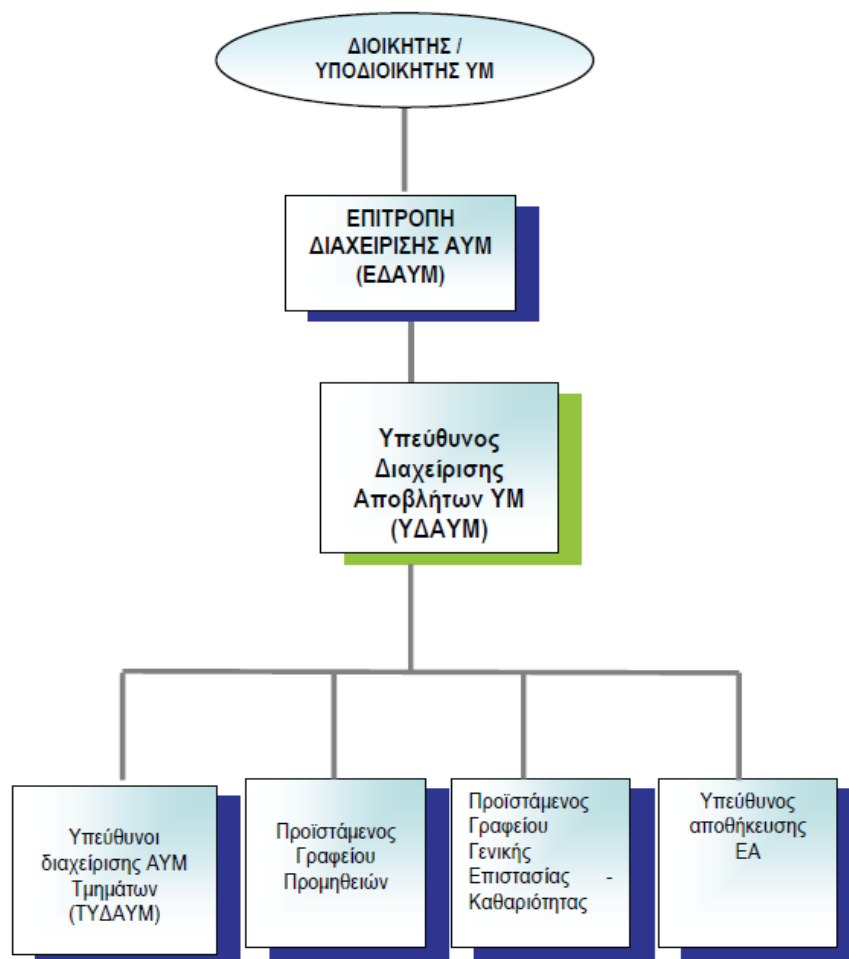 ΔΙΟΙΚΗΤΗΣ /
ΥΠΟΔΙΟΙΚΗΤΗΣ ΥΜ
ΕΠΙΤΡΟΠΗ
ΔΙΑΧΕΙΡΙΣΗΣ ΑΥΜ
(ΕΔΑΥΜ)
Υπεύθυνος
Διαχείρισης
Αποβλήτων ΥΜ
(ΥΔΑΥΜ)
Υπεύθυνοι
διαχείρισης ΑΥΜ
Τμημάτων
(ΤΥΔΑΥΜ)
Προϊστάμενος
Γραφείου
Προμηθειών
Προϊστάμενος
Γραφείου
Γενικής
Επιστασίας -
Καθαριότητας
Υπεύθυνος
αποθήκευσης
ΕΑ